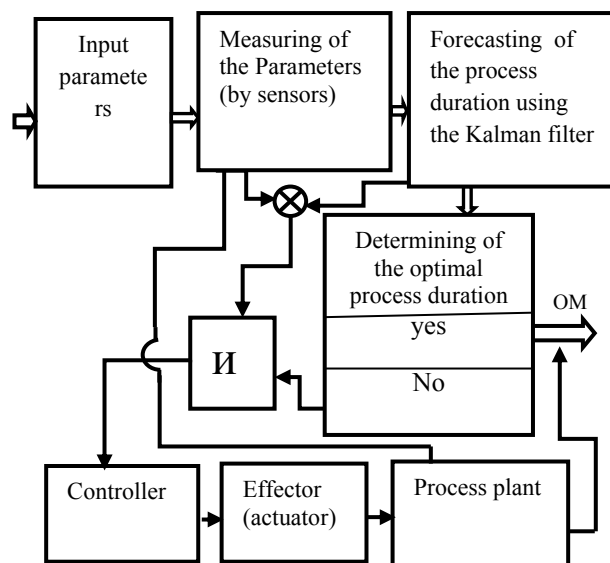 Input
paramete
rs
Measuring of
the Parameters
(by sensors)
Forecasting of
the process
duration using
the Kalman filter
Determining of
the optimal
process duration
yes
No
OM
И
Controller
Effector
(actuator)
Process plant